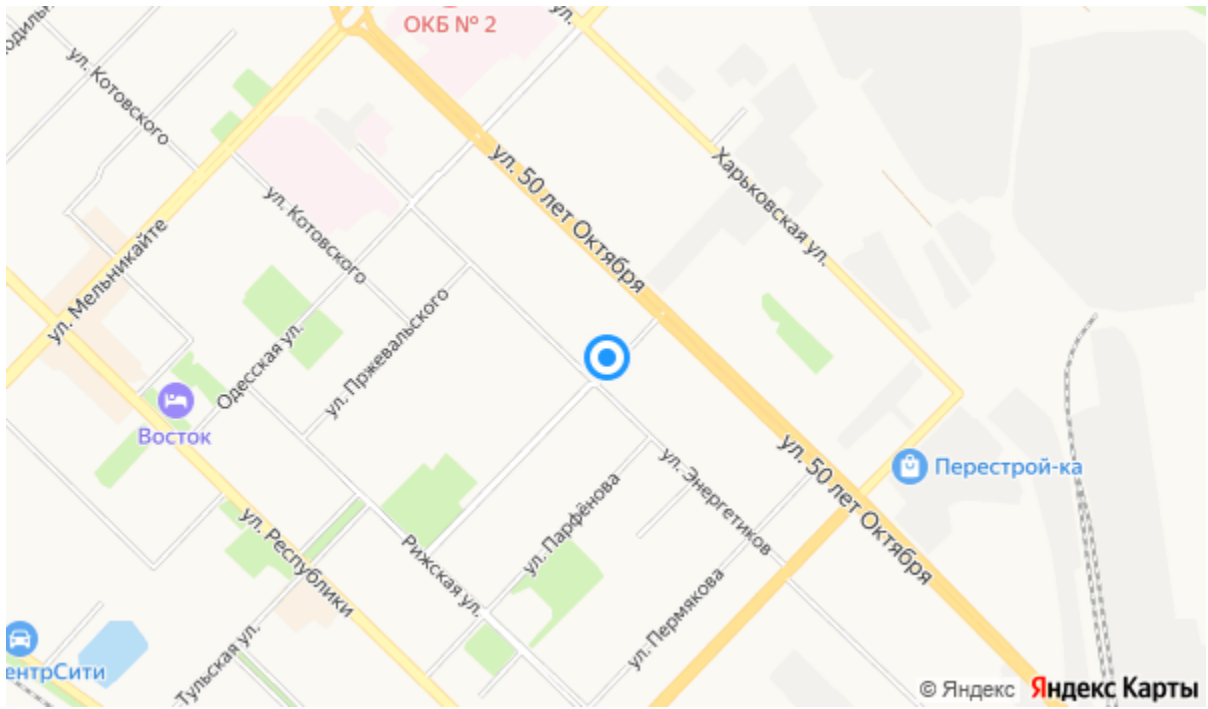 ОКБ № 2
ул.
ул. Котовского
ул. 50 лет Октября
Харьковская ул.
ул. Котовского
ул. Мельникайте
ул. Пржевальского
Одесская ул.
Восток
ул. 50 лет Октября
Перестрой-ка
ул. Энергетиков
ул. Парфёнова
ул. Республики
Рижская ул.
ул. Пермякова
Тульская ул.
ентрСити
© Яндекс Яндекс Карты